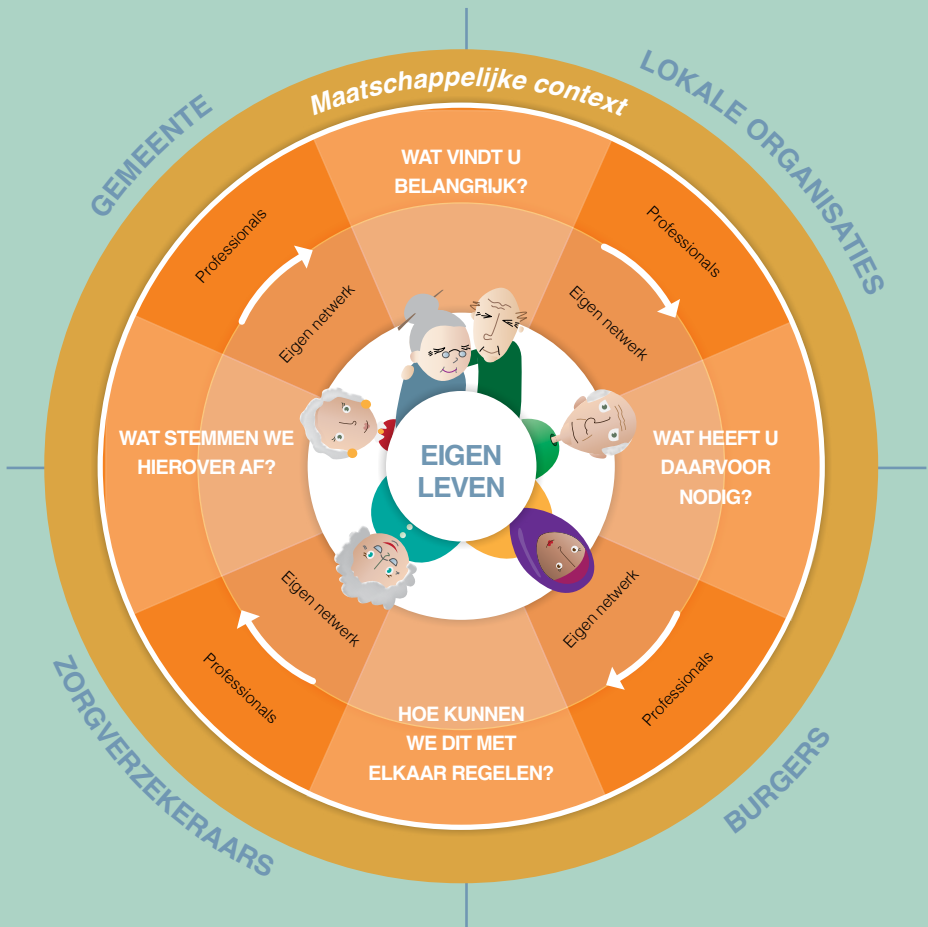 Maatschappelijke context
GEMEENTE
LOKALE ORGANISATIES
WAT VINDT U
BELANGRIJK?
Professionals
Professionals
Eigen netwerk
Eigen netwerk
WAT STEMMEN WE
HIEROVER AF?
EIGEN
LEVEN
WAT HEEFT U
DAARVOOR
NODIG?
Eigen netwerk
Eigen netwerk
Professionals
Professionals
HOE KUNNEN
WE DIT MET
ELKAAR REGELEN?
ZORGVERZEKERAARS
BURGERS